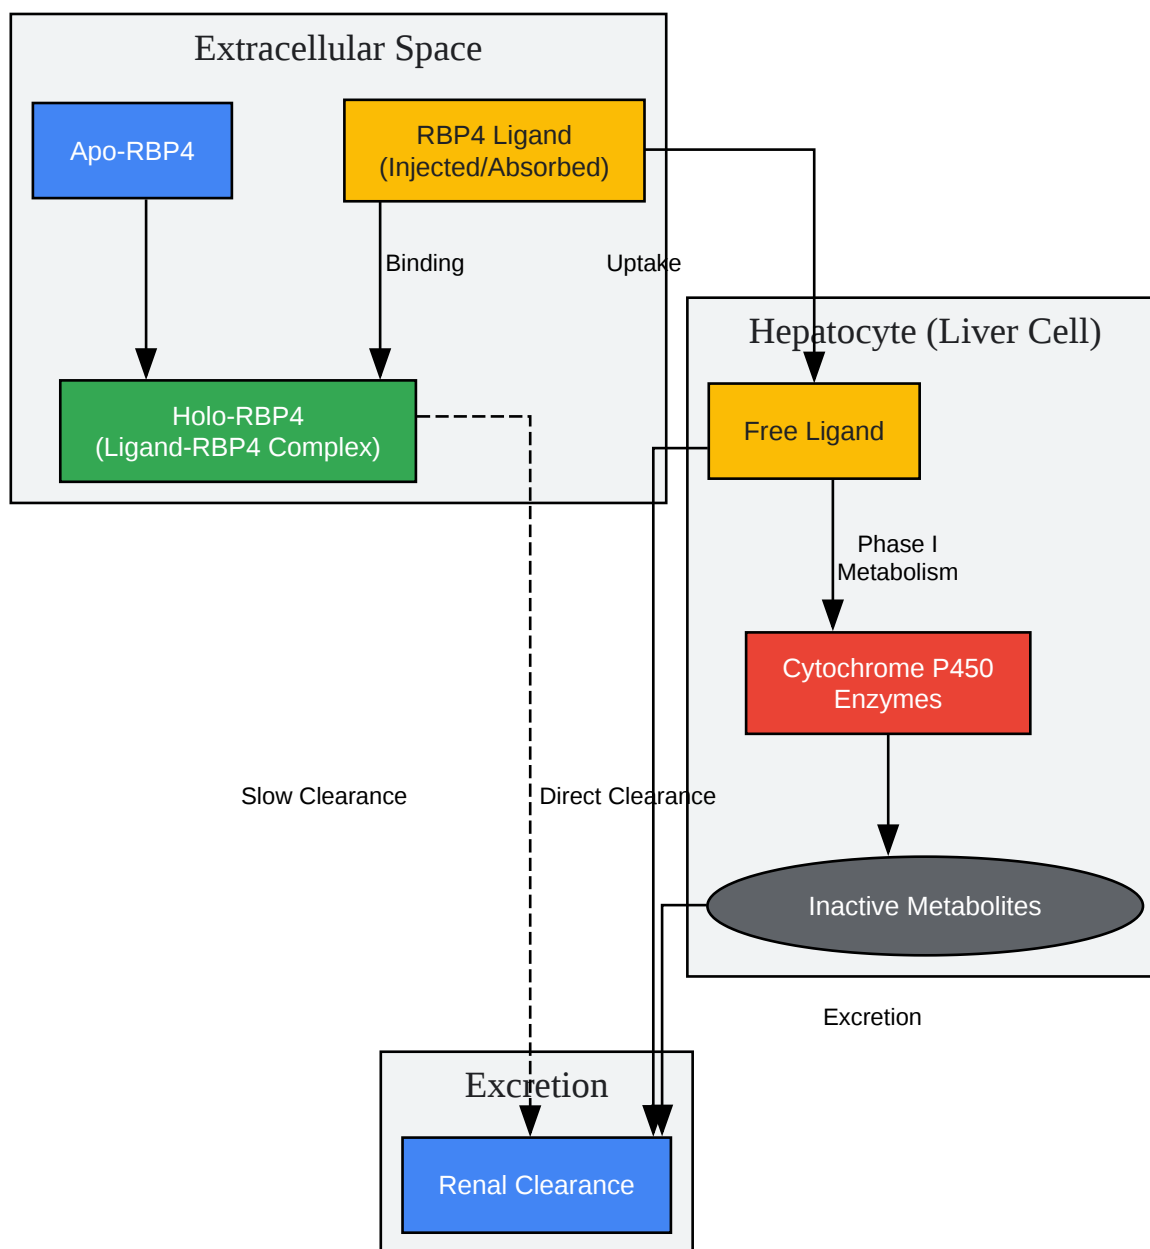 Extracellular Space
Apo-RBP4
RBP4 Ligand
(Injected/Absorbed)
Binding
Uptake
Hepatocyte (Liver Cell)
Holo-RBP4
(Ligand-RBP4 Complex)
Free Ligand
Phase I
Metabolism
Cytochrome P450
Enzymes
Slow Clearance
Direct Clearance
Inactive Metabolites
Excretion
Excretion
Renal Clearance